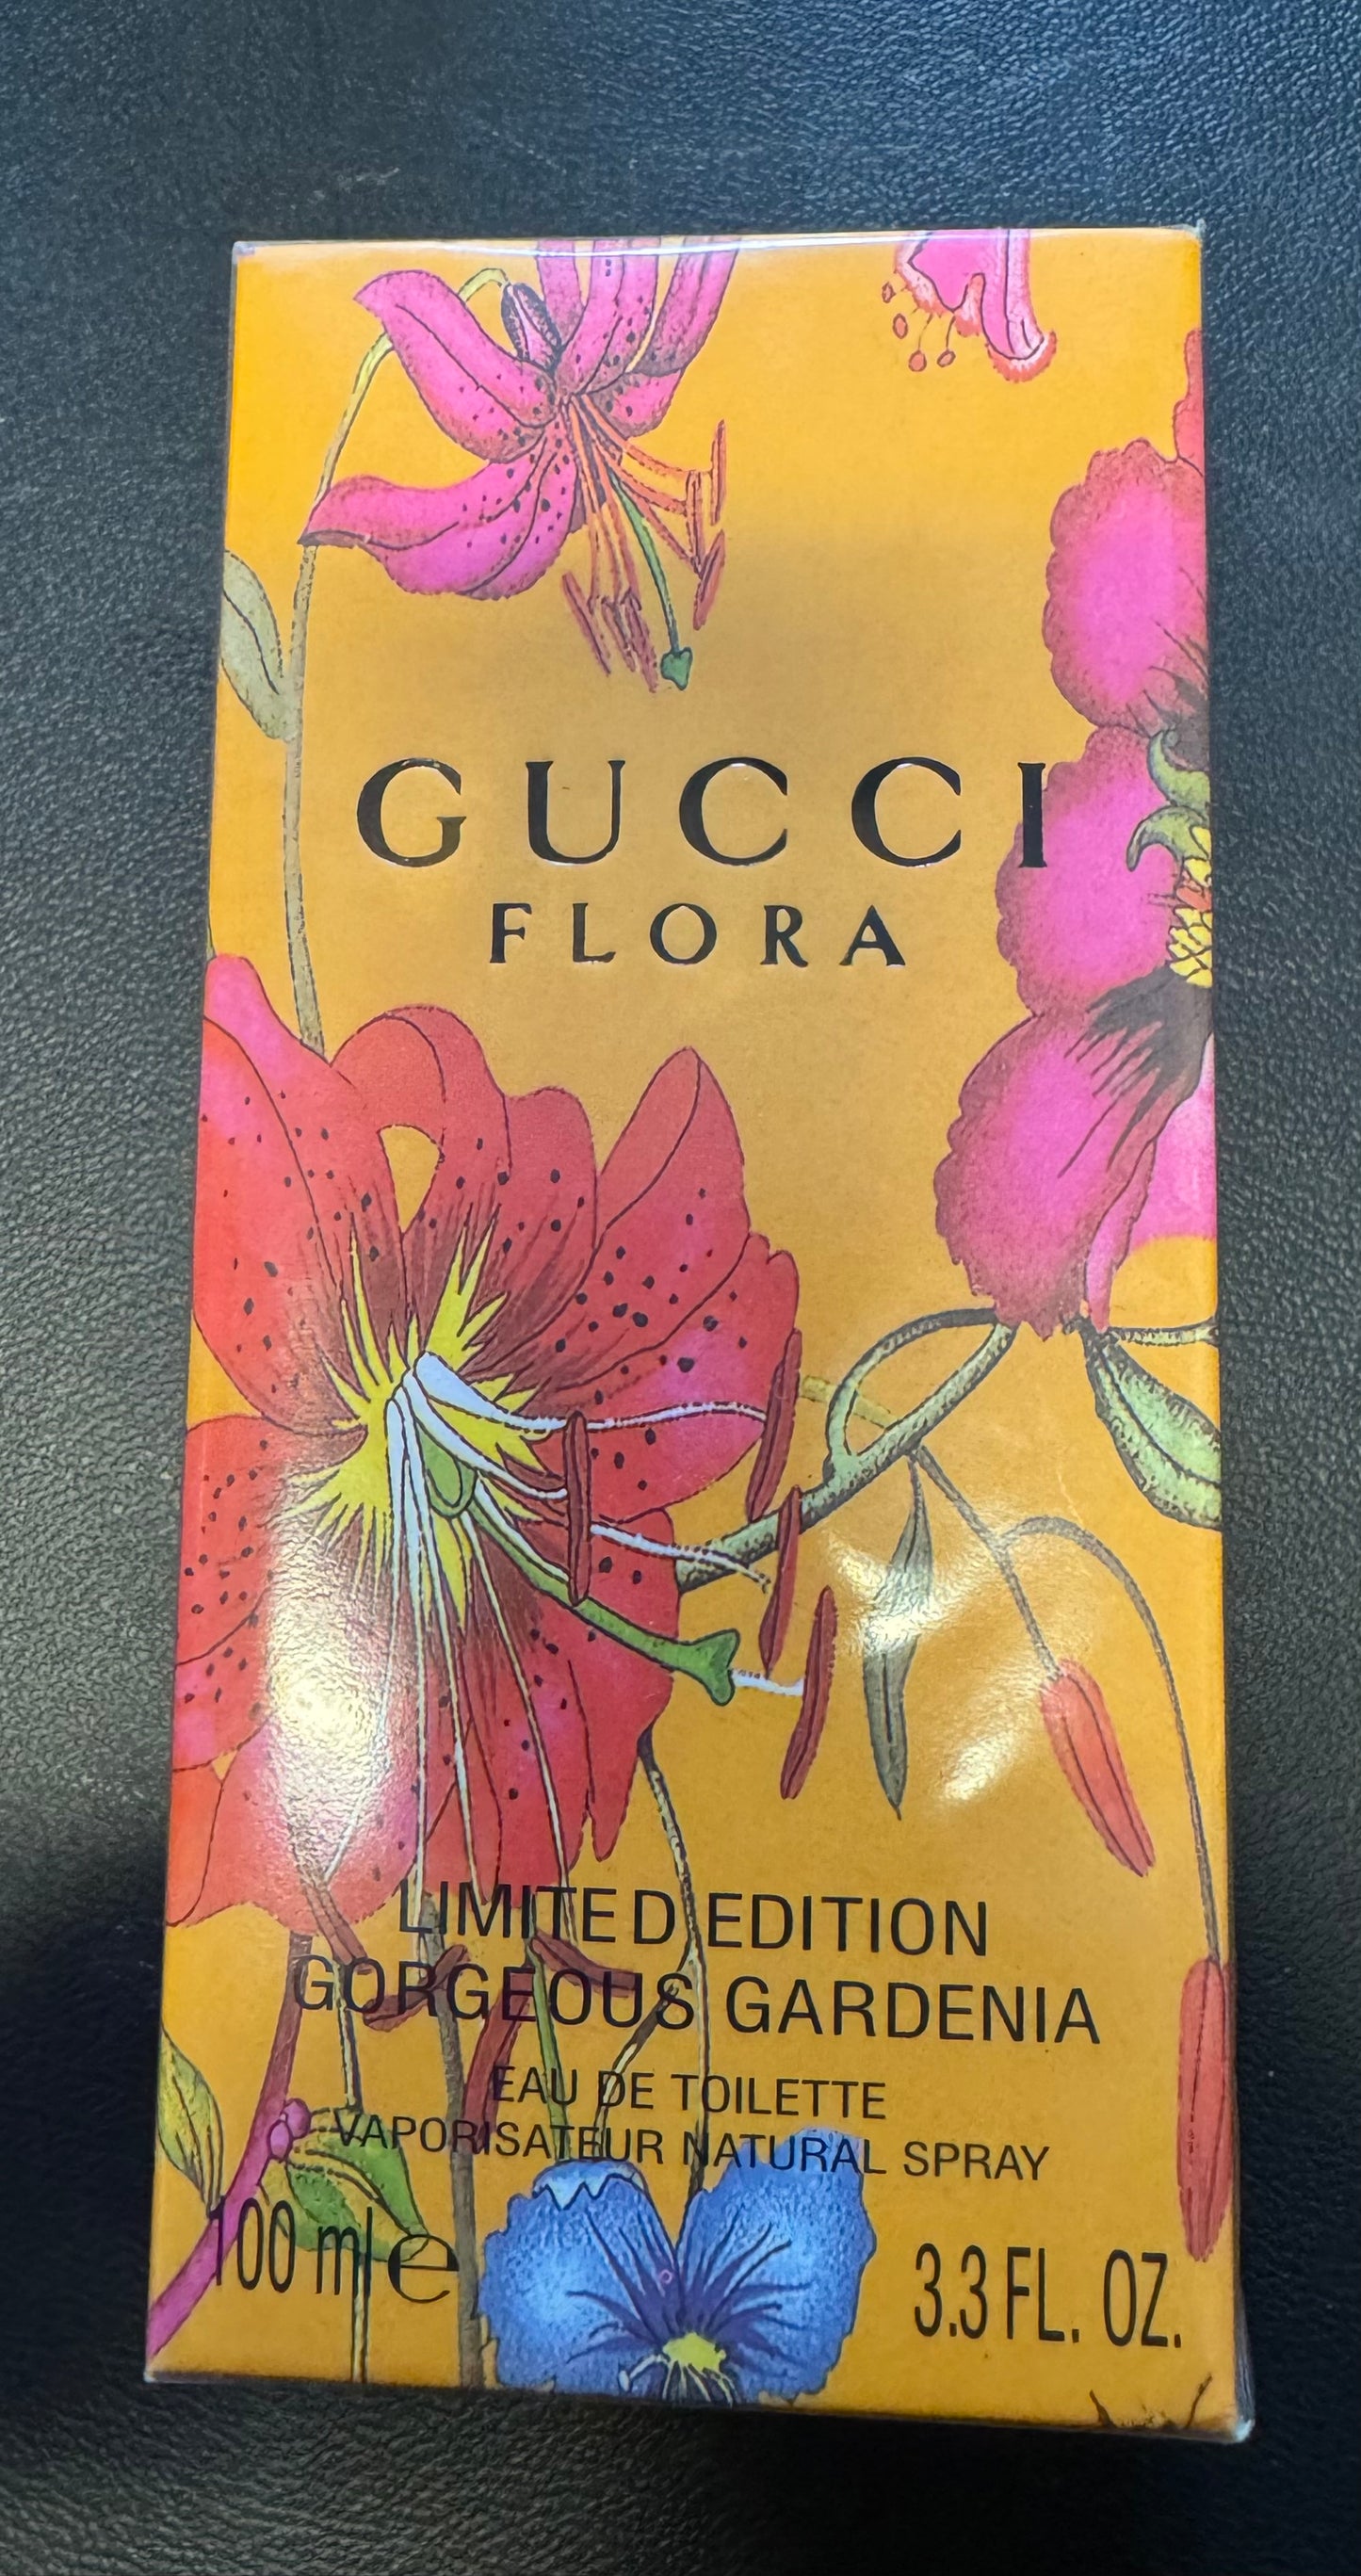 GUCCI
FLORA
LIMITED EDITION
GORGEOUS GARDENIA
EAU DE TOILETTE
VAPORISATEUR NATURAL SPRAY
100 ml e 3.3 FL. OZ.